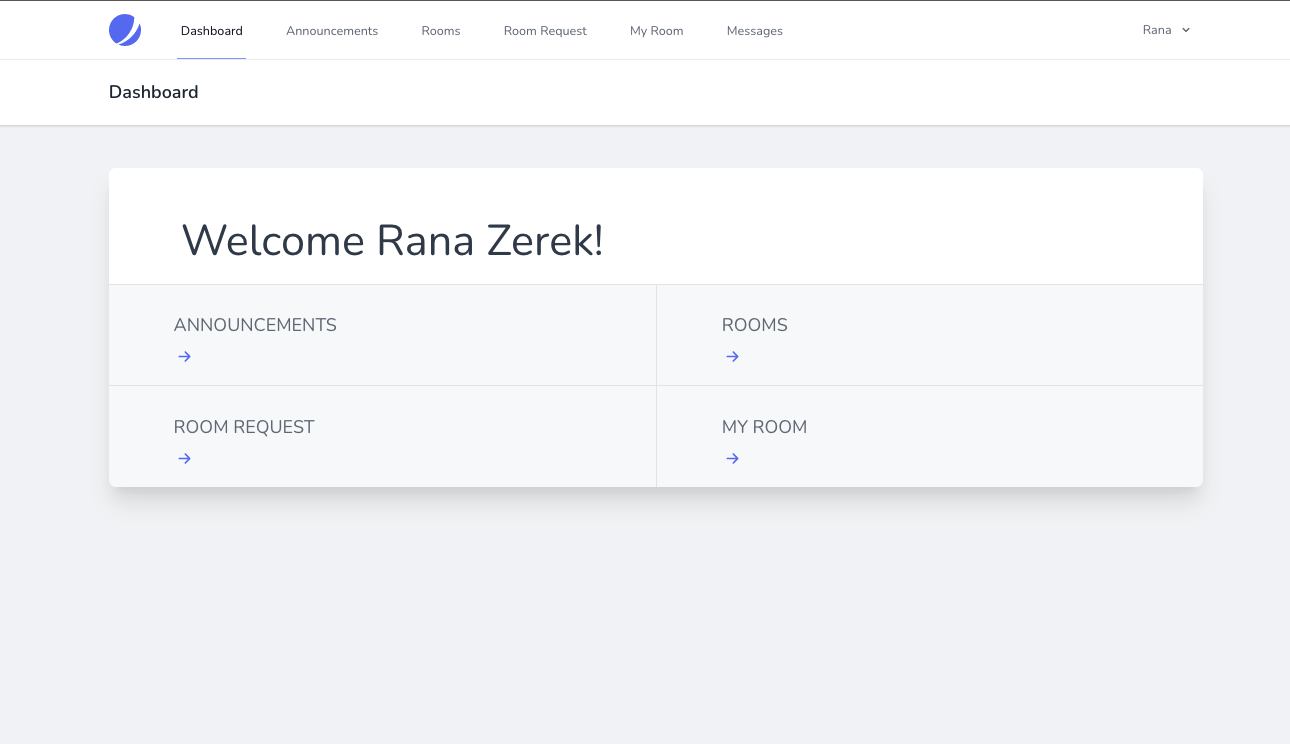 Dashboard Announcements Rooms Room Request My Room Messages Rana
Dashboard
Welcome Rana Zerek!
ANNOUNCEMENTS ROOMS
ROOM REQUEST MY ROOM